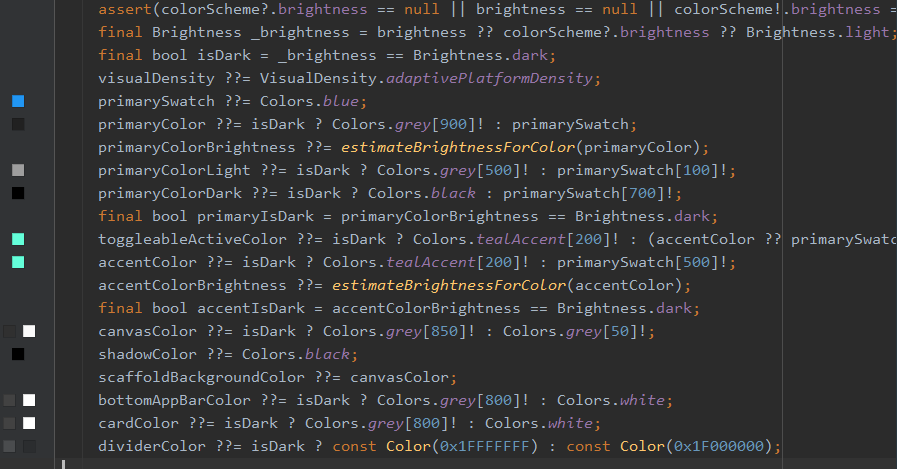 assert(colorScheme?.brightness == null || brightness == null || colorScheme!.brightness =
final Brightness _brightness = brightness ?? colorScheme?.brightness ?? Brightness.light;
final bool isDark = _brightness == Brightness.dark;
visualDensity ??= VisualDensity.adaptivePlatformDensity;
primarySwatch ??= Colors.blue;
primaryColor ??= isDark ? Colors.grey[900]! : primarySwatch;
primaryColorBrightness ??= estimateBrightnessForColor(primaryColor);
primaryColorLight ??= isDark ? Colors.grey[500]! : primarySwatch[100]!;
primaryColorDark ??= isDark ? Colors.black : primarySwatch[700]!;
final bool primaryIsDark = primaryColorBrightness == Brightness.dark;
toggleableActiveColor ??= isDark ? Colors.tealAccent[200]! : (accentColor ?? primarySwatc
accentColor ??= isDark ? Colors.tealAccent[200]! : primarySwatch[500]!;
accentColorBrightness ??= estimateBrightnessForColor(accentColor);
final bool accentIsDark = accentColorBrightness == Brightness.dark;
canvasColor ??= isDark ? Colors.grey[850]! : Colors.grey[50]!;
shadowColor ??= Colors.black;
scaffoldBackgroundColor ??= canvasColor;
bottomAppBarColor ??= isDark ? Colors.grey[800]! : Colors.white;
cardColor ??= isDark ? Colors.grey[800]! : Colors.white;
dividerColor ??= isDark ? const Color(0x1FFFFFFF) : const Color(0x1F000000);